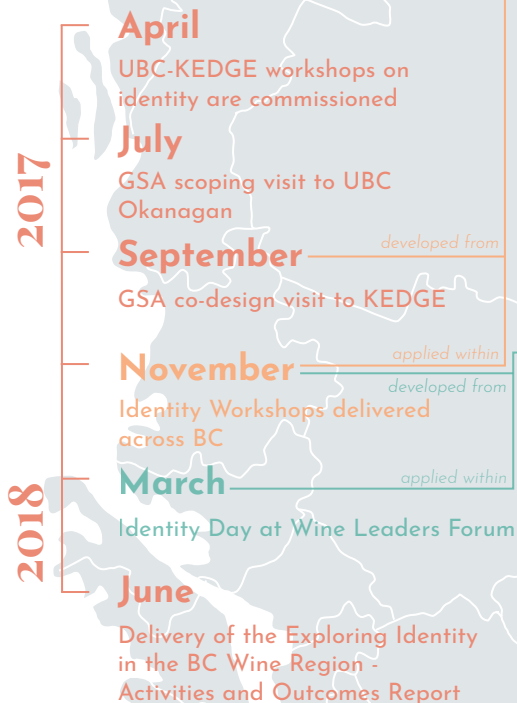 2017
April
UBC-KEDGE workshops on
identity are commissioned
July
GSA scoping visit to UBC
Okanagan
September
developed from
GSA co-design visit to KEDGE
November
applied within
developed from
Identity Workshops delivered
across BC
2018
March
applied within
Identity Day at Wine Leaders Forum
June
Delivery of the Exploring Identity
in the BC Wine Region -
Activities and Outcomes Report